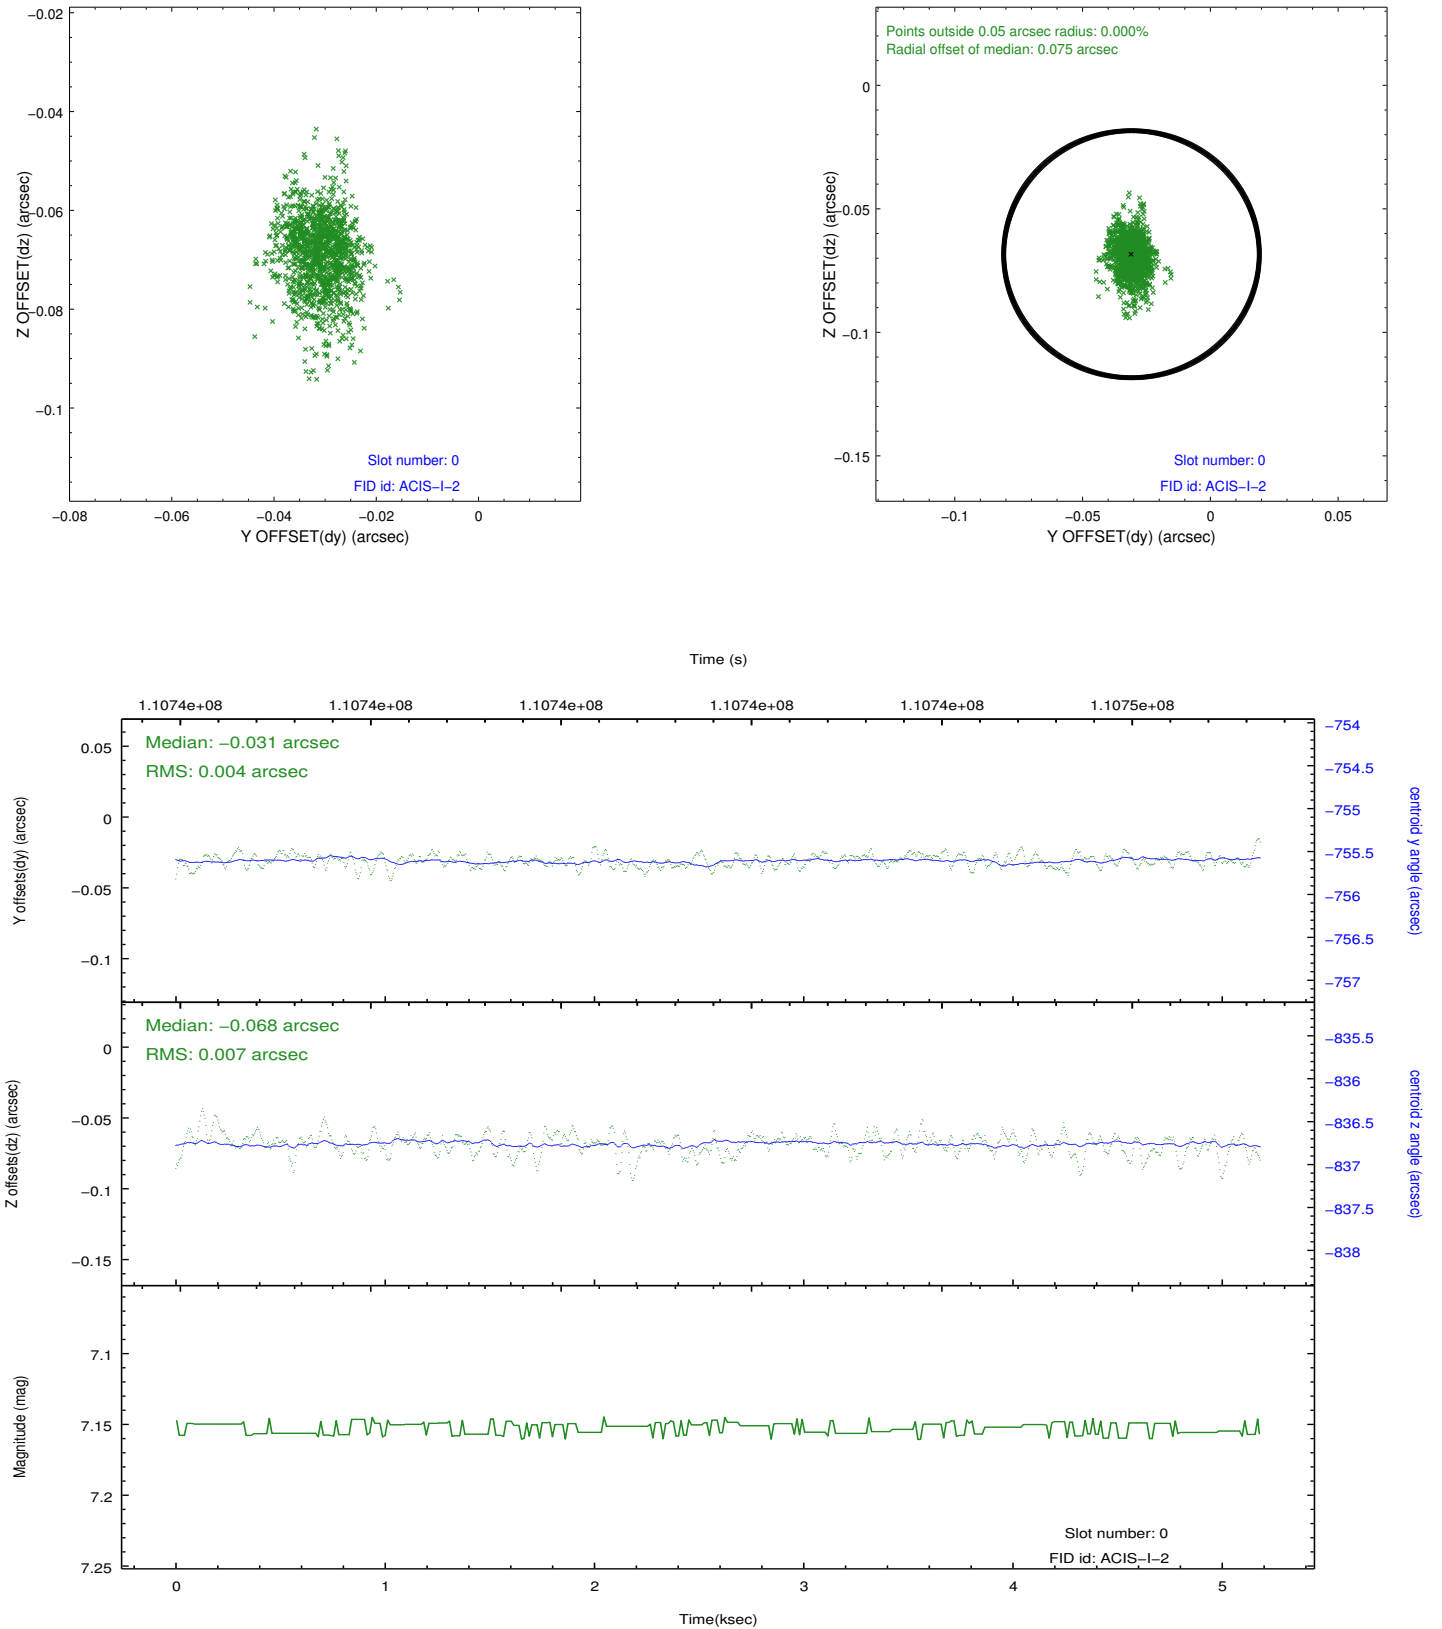 −0.02
−0.04
−0.06
−0.08
−0.1
Z OFFSET(dz) (arcsec)
Slot number: 0
FID id: ACIS−I−2
−0.08 −0.06 −0.04 −0.02 0
Y OFFSET(dy) (arcsec)
Points outside 0.05 arcsec radius: 0.000%
Radial offset of median: 0.075 arcsec
0
−0.05
−0.1
−0.15
Z OFFSET(dz) (arcsec)
Slot number: 0
FID id: ACIS−I−2
−0.1 −0.05 0 0.05
Y OFFSET(dy) (arcsec)
Time (s)
1.1074e+08 1.1074e+08 1.1074e+08 1.1074e+08 1.1074e+08 1.1075e+08
Median: −0.031 arcsec
RMS: 0.004 arcsec
0.05
0
−0.05
−0.1
Y offsets(dy) (arcsec)
−754
−754.5
−755
−755.5
−756
−756.5
−757
centroid y angle (arcsec)
Median: −0.068 arcsec
RMS: 0.007 arcsec
0
−0.05
−0.1
−0.15
Z offsets(dz) (arcsec)
−835.5
−836
−836.5
−837
−837.5
−838
centroid z angle (arcsec)
7.1
7.15
7.2
7.25
Magnitude (mag)
Slot number: 0
FID id: ACIS−I−2
0 1 2 3 4 5
Time(ksec)